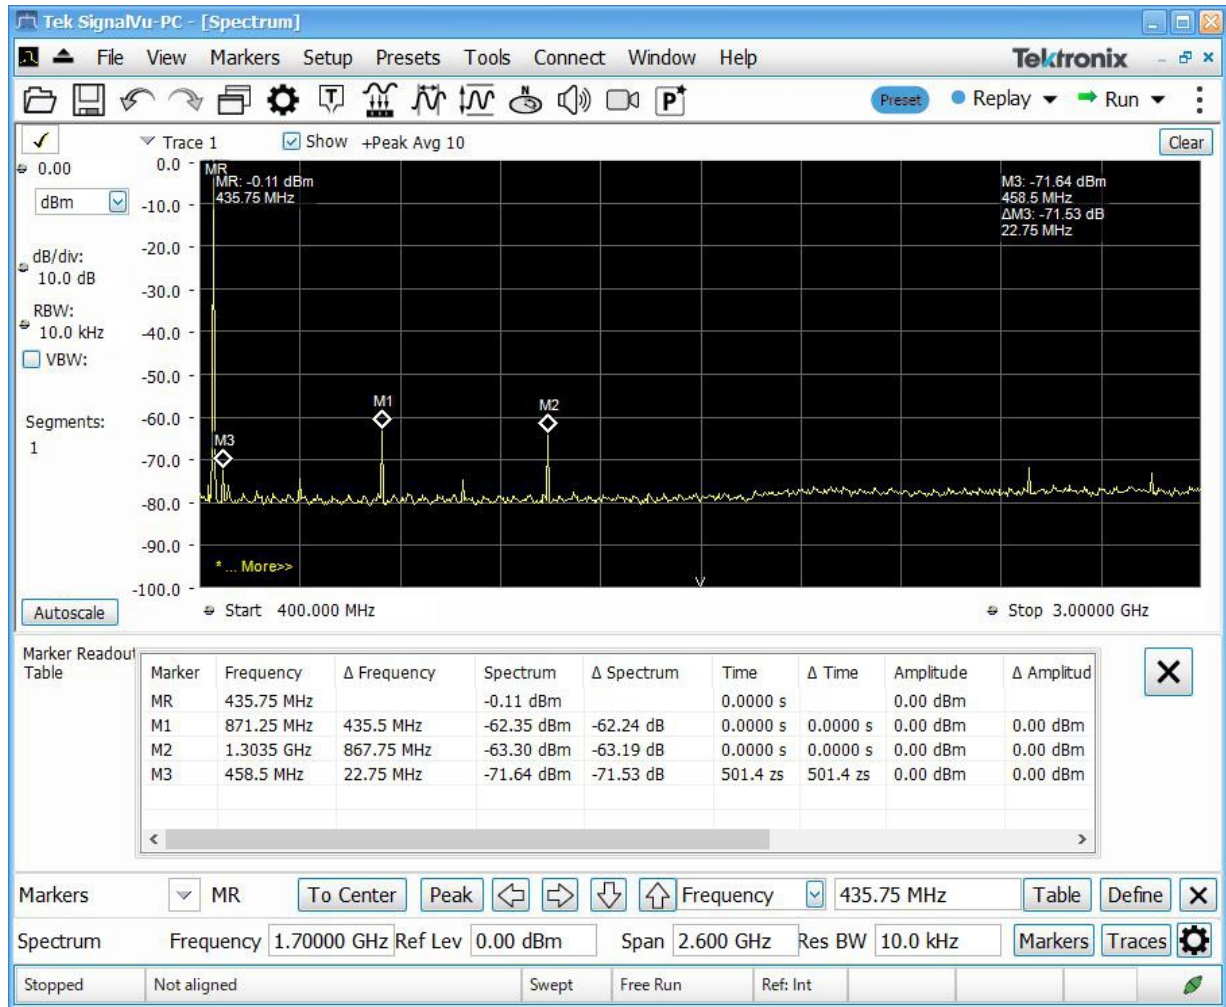 Tek SignalVu-PC - [Spectrum]
File View Markers Setup Presets Tools Connect Window Help Tektronix
T P* Preset Replay Run
Trace 1 Show +Peak Avg 10 Clear
0.00
dBm
dB/div:
10.0 dB
RBW:
10.0 kHz
VBW:
Segments:
1
Autoscale
0.0
-10.0
-20.0
-30.0
-40.0
-50.0
-60.0
-70.0
-80.0
-90.0
-100.0
MR
MR: -0.11 dBm
435.75 MHz
M3: -71.64 dBm
458.5 MHz
ΔM3: -71.53 dB
22.75 MHz
M1
M2
M3
* ... More>>
Start 400.000 MHz
Stop 3.00000 GHz
Marker Readout
Table
Marker Frequency Δ Frequency Spectrum Δ Spectrum Time Δ Time Amplitude Δ Amplitud
MR 435.75 MHz -0.11 dBm 0.0000 s 0.00 dBm
M1 871.25 MHz 435.5 MHz -62.35 dBm -62.24 dB 0.0000 s 0.0000 s 0.00 dBm 0.00 dBm
M2 1.3035 GHz 867.75 MHz -63.30 dBm -63.19 dB 0.0000 s 0.0000 s 0.00 dBm 0.00 dBm
M3 458.5 MHz 22.75 MHz -71.64 dBm -71.53 dB 501.4 zs 501.4 zs 0.00 dBm 0.00 dBm
Markers MR To Center Peak Frequency 435.75 MHz Table Define
Spectrum Frequency 1.70000 GHz Ref Lev 0.00 dBm Span 2.600 GHz Res BW 10.0 kHz Markers Traces
Stopped Not aligned Swept Free Run Ref: Int